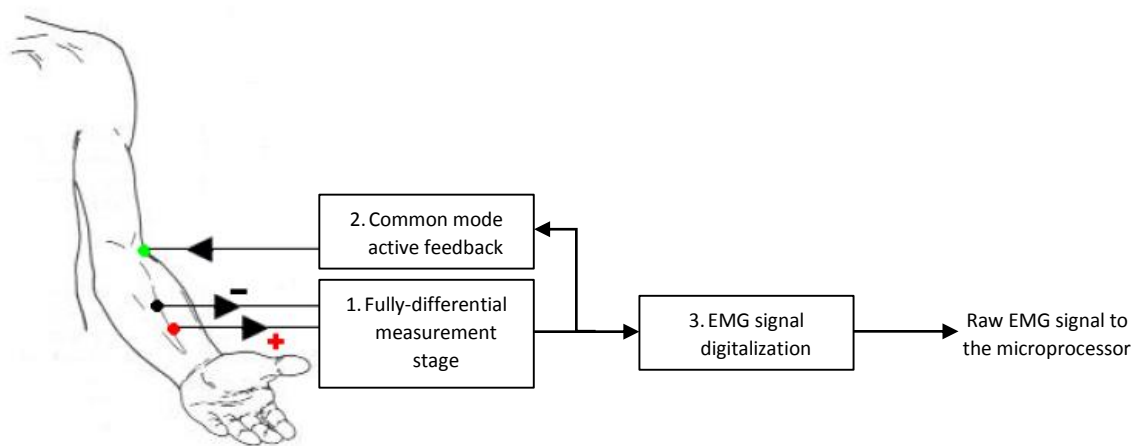 2. Common mode
active feedback
-
1. Fully-differential
measurement
stage
+
3. EMG signal
digitalization
Raw EMG signal to
the microprocessor